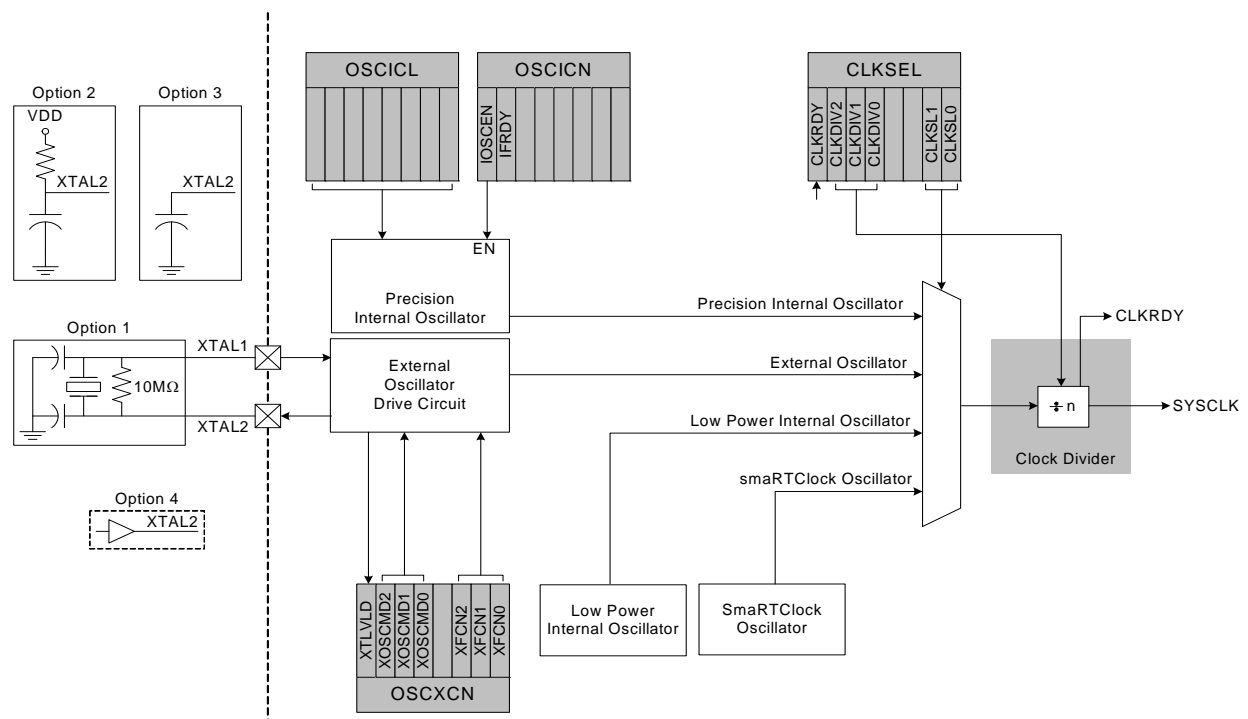 OSCICL
OSCICN
IOSCEN
IFRDY
CLKSEL
CLKRDY
CLKDIV2
CLKDIV1
CLKDIV0
CLKSL1
CLKSL0
Option 2
VDD
XTAL2
Option 3
XTAL2
EN
Precision
Internal Oscillator
Precision Internal Oscillator
CLKRDY
Option 1
XTAL1
10MΩ
XTAL2
External
Oscillator
Drive Circuit
External Oscillator
÷ n
SYSCLK
Clock Divider
Low Power Internal Oscillator
smaRTClock Oscillator
Option 4
XTAL2
XTLVLD
XOSCMD2
XOSCMD1
XOSCMD0
XFCN2
XFCN1
XFCN0
OSCXCN
Low Power
Internal Oscillator
SmaRTClock
Oscillator